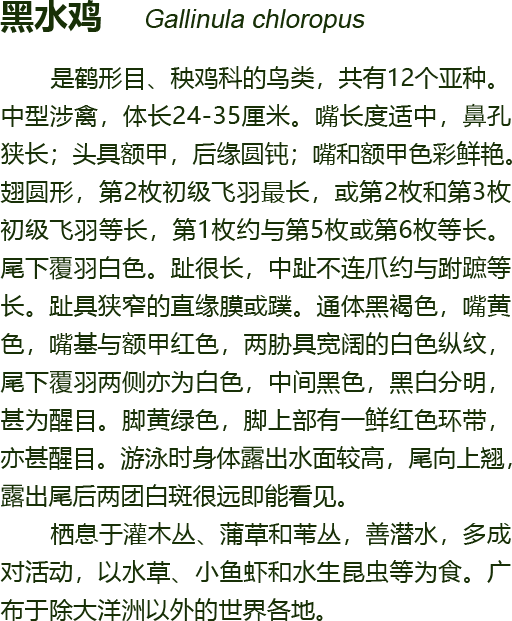 黑水鸡 Gallinula chloropus
是鹤形目、秧鸡科的鸟类，共有12个亚种。
中型涉禽，体长24-35厘米。嘴长度适中，鼻孔
狭长；头具额甲，后缘圆钝；嘴和额甲色彩鲜艳。
翅圆形，第2枚初级飞羽最长，或第2枚和第3枚
初级飞羽等长，第1枚约与第5枚或第6枚等长。
尾下覆羽白色。趾很长，中趾不连爪约与跗蹠等
长。趾具狭窄的直缘膜或蹼。通体黑褐色，嘴黄
色，嘴基与额甲红色，两胁具宽阔的白色纵纹，
尾下覆羽两侧亦为白色，中间黑色，黑白分明，
甚为醒目。脚黄绿色，脚上部有一鲜红色环带，
亦甚醒目。游泳时身体露出水面较高，尾向上翘，
露出尾后两团白斑很远即能看见。
栖息于灌木丛、蒲草和苇丛，善潜水，多成
对活动，以水草、小鱼虾和水生昆虫等为食。广
布于除大洋洲以外的世界各地。